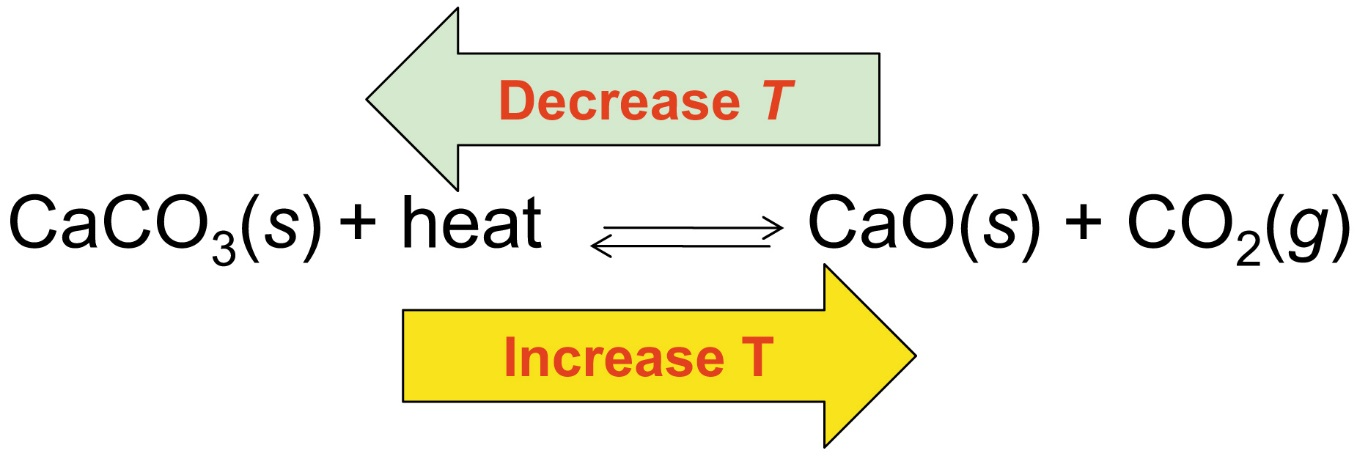 Decrease T
CaCO₃(s) + heat ⇌ CaO(s) + CO₂(g)
Increase T